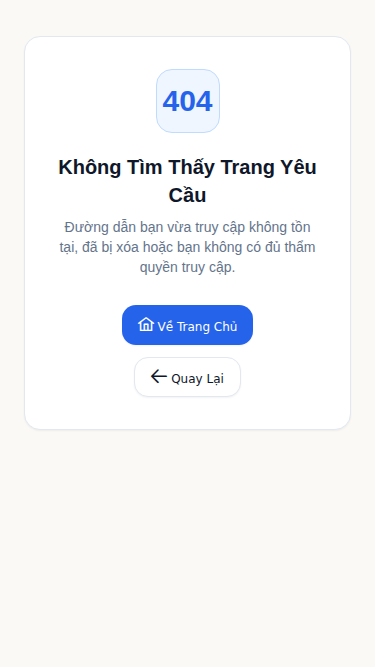 404
Không Tìm Thấy Trang Yêu
Cầu
Đường dẫn bạn vừa truy cập không tồn
tại, đã bị xóa hoặc bạn không có đủ thẩm
quyền truy cập.
Về Trang Chủ
Quay Lại